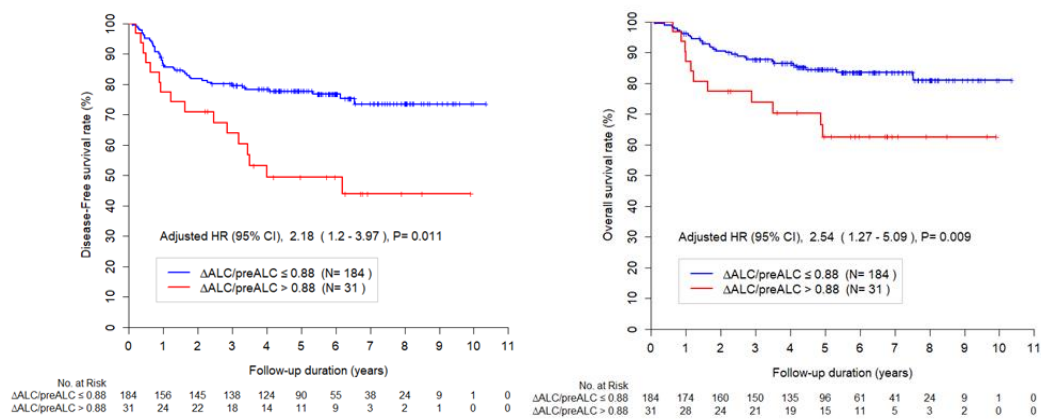 100
90
80
70
60
50
40
30
20
10
0
Disease-Free survival rate (%)
Adjusted HR (95% CI), 2.18 ( 1.2 - 3.97 ), P= 0.011
ΔALC/preALC ≤ 0.88 (N= 184 )
ΔALC/preALC > 0.88 (N= 31 )
0 1 2 3 4 5 6 7 8 9 10 11
Follow-up duration (years)
No. at Risk
ΔALC/preALC ≤ 0.88 184 156 145 138 124 90 55 38 24 9 1 0
ΔALC/preALC > 0.88 31 24 22 18 14 11 9 3 2 1 0 0
100
90
80
70
60
50
40
30
20
10
0
Overall survival rate (%)
Adjusted HR (95% CI), 2.54 ( 1.27 - 5.09 ), P= 0.009
ΔALC/preALC ≤ 0.88 (N= 184 )
ΔALC/preALC > 0.88 (N= 31 )
0 1 2 3 4 5 6 7 8 9 10 11
Follow-up duration (years)
No. at Risk
ΔALC/preALC ≤ 0.88 184 174 160 150 135 96 61 41 24 9 1 0
ΔALC/preALC > 0.88 31 28 24 21 19 15 11 5 3 1 0 0